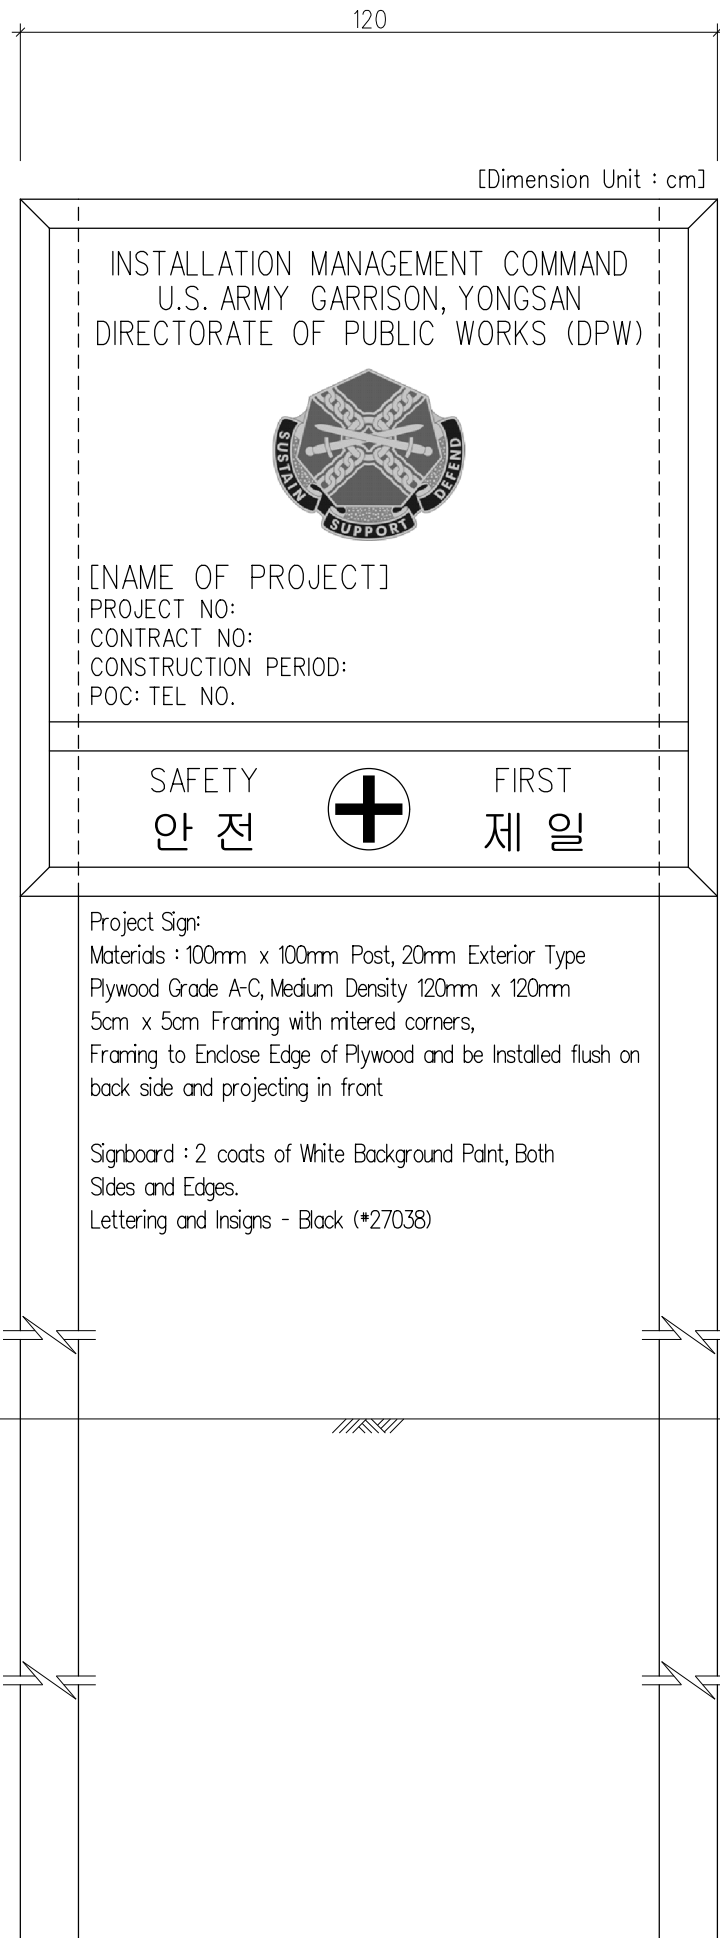 120
[Dimension Unit : cm]
INSTALLATION MANAGEMENT COMMAND
U.S. ARMY GARRISON, YONGSAN
DIRECTORATE OF PUBLIC WORKS (DPW)
SUSTAIN
SUPPORT
DEFEND
[NAME OF PROJECT]
PROJECT NO:
CONTRACT NO:
CONSTRUCTION PERIOD:
POC: TEL NO.
SAFETY FIRST
안 전 제 일
Project Sign:
Materials : 100mm x 100mm Post, 20mm Exterior Type
Plywood Grade A-C, Medium Density 120mm x 120mm
5cm x 5cm Framing with mitered corners,
Framing to Enclose Edge of Plywood and be Installed flush on
back side and projecting in front
Signboard : 2 coats of White Background PaInt, Both
SIdes and Edges.
Lettering and Insigns - Black (#27038)